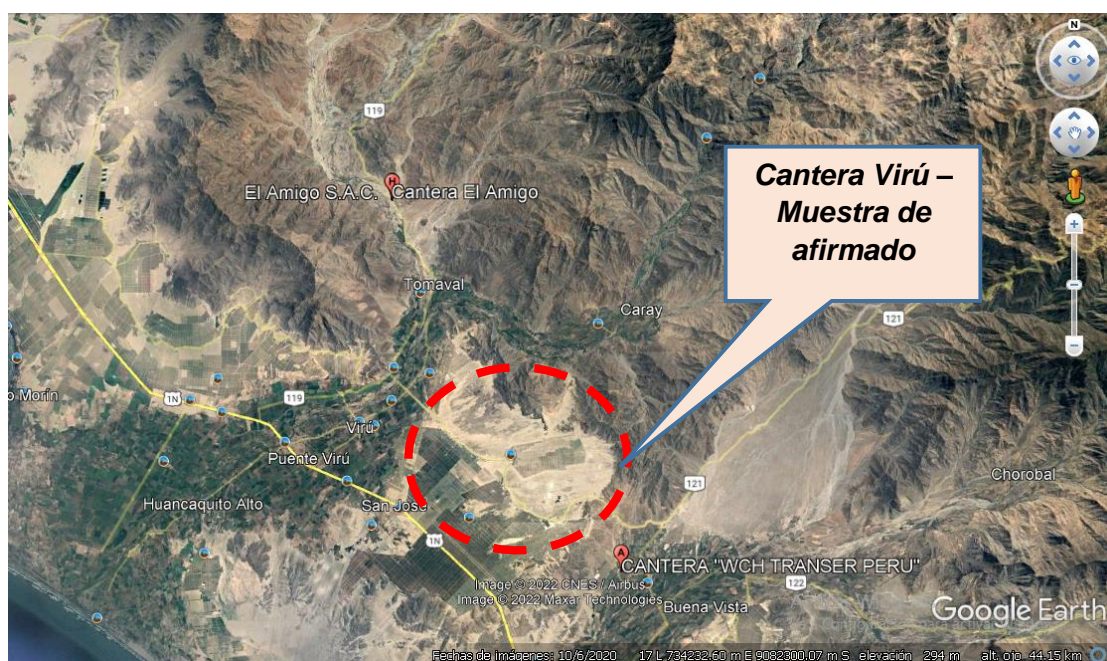 N
119
Cantera Virú –
Muestra de
afirmado
El Amigo S.A.C.
Cantera El Amigo
Tomaval
Caray
121
o Morín
1N
119
Virú
Puente Virú
Huancaquito Alto
San José
121
Chorobal
1N
CANTERA "WCH TRANSER PERU"
122
Image © 2022 CNES / Airbus
Image © 2022 Maxar Technologies
Buena Vista
Google Earth
Fechas de imágenes: 10/6/2020 17 L 734232.60 m E 9082300.07 m S elevación 294 m alt. ojo 44.15 km